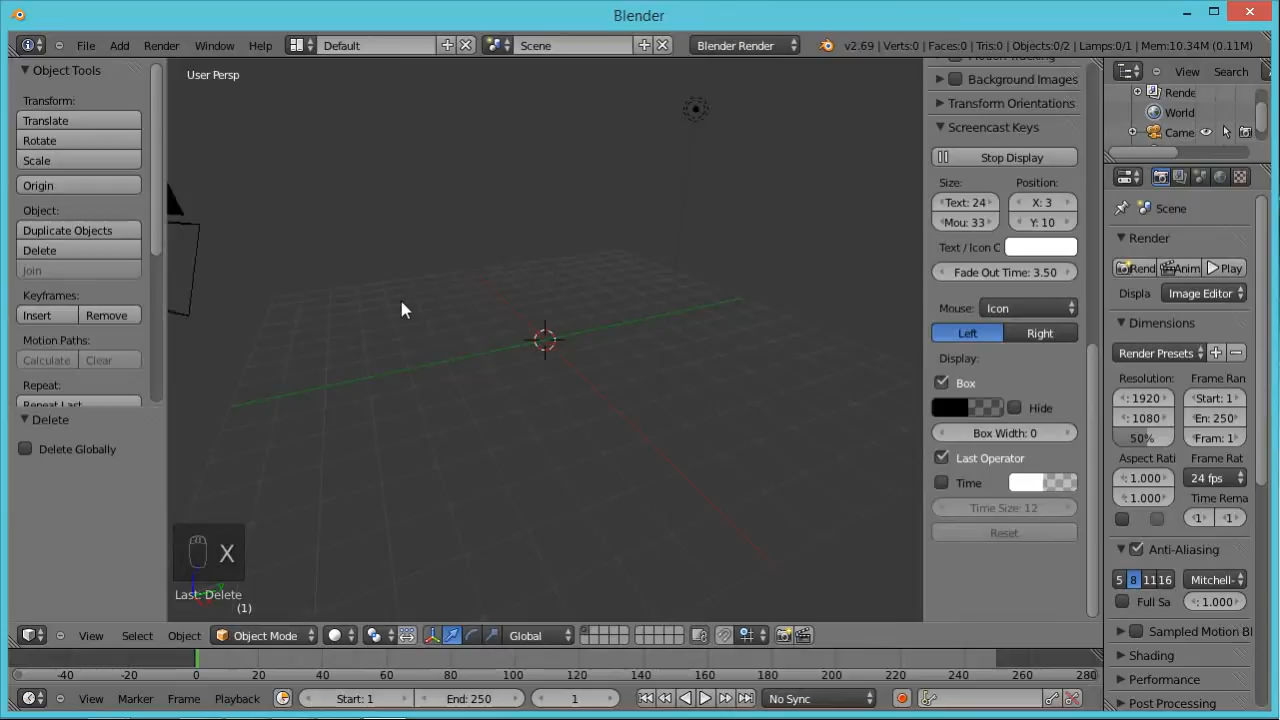 Blender
File Add Render Window Help Default Scene Blender Render v2.69 | Verts:0 | Faces:0 | Tris:0 | Objects:0/2 | Lamps:0/1 | Mem:10.34M (0.11M)
Object Tools
Transform:
Translate
Rotate
Scale
Origin
Object:
Duplicate Objects
Delete
Join
Keyframes:
Insert Remove
Motion Paths:
Calculate Clear
Repeat:
Repeat Last
Delete
Delete Globally
User Persp
X
Last: Delete
(1)
Background Images
Transform Orientations
Screencast Keys
Stop Display
Size: Position:
Text: 24 X: 3
Mou: 33 Y: 10
Text / Icon C
Fade Out Time: 3.50
Mouse: Icon
Left Right
Display:
Box
Hide
Box Width: 0
Last Operator
Time
Time Size: 12
Reset
View Search
Rende
World
Came
Scene
Render
Rend Anim Play
Displa Image Editor
Dimensions
Render Presets
Resolution: Frame Ran
: 1920 Start: 1
: 1080 En: 250
50% Fram: 1
Aspect Rati Frame Rat
: 1.000 24 fps
: 1.000 Time Rema
1 1
Anti-Aliasing
5 8 11 16 Mitchell-
Full Sa : 1.000
Sampled Motion Bl
Shading
Performance
Post Processing
View Select Object Object Mode Global
-40 -20 0 20 40 60 80 100 120 140 160 180 200 220 240 260 280
View Marker Frame Playback Start: 1 End: 250 1 No Sync